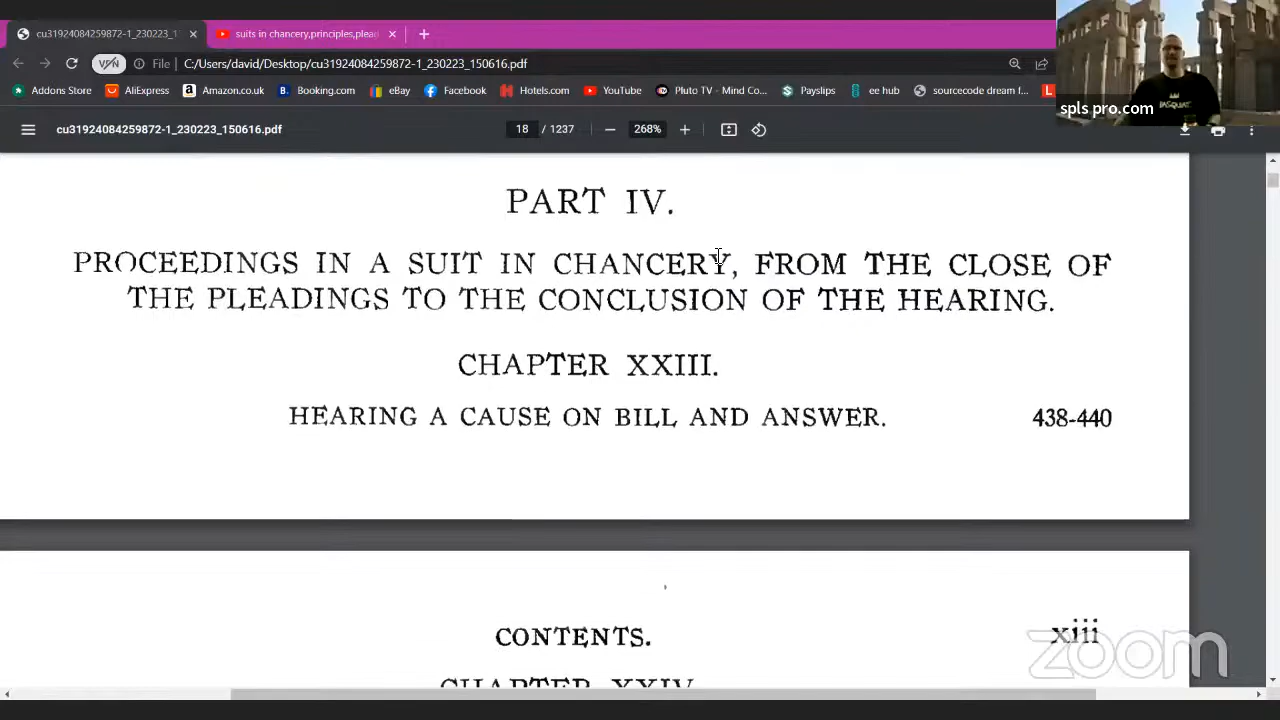 cu31924084259872-1_230223_1
suits in chancery,principles,plead
VPN
File
C:/Users/david/Desktop/cu31924084259872-1_230223_150616.pdf
Addons Store
AliExpress
Amazon.co.uk
Booking.com
eBay
Facebook
Hotels.com
YouTube
Pluto TV - Mind Co...
Payslips
ee hub
sourcecode dream f...
spls pro.com
cu31924084259872-1_230223_150616.pdf
18 / 1237
268%
PART IV.
PROCEEDINGS IN A SUIT IN CHANCERY, FROM THE CLOSE OF
THE PLEADINGS TO THE CONCLUSION OF THE HEARING.
CHAPTER XXIII.
HEARING A CAUSE ON BILL AND ANSWER. 438-440
CONTENTS. xiii
zoom
CHAPTER XXIV